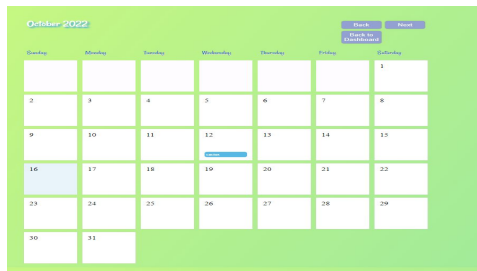 October 2022
Back Next
Back to
Dashboard
Sunday Monday Tuesday Wednesday Thursday Friday Saturday
1
2 3 4 5 6 7 8
9 10 11 12 13 14 15
16 17 18 19 20 21 22
23 24 25 26 27 28 29
30 31